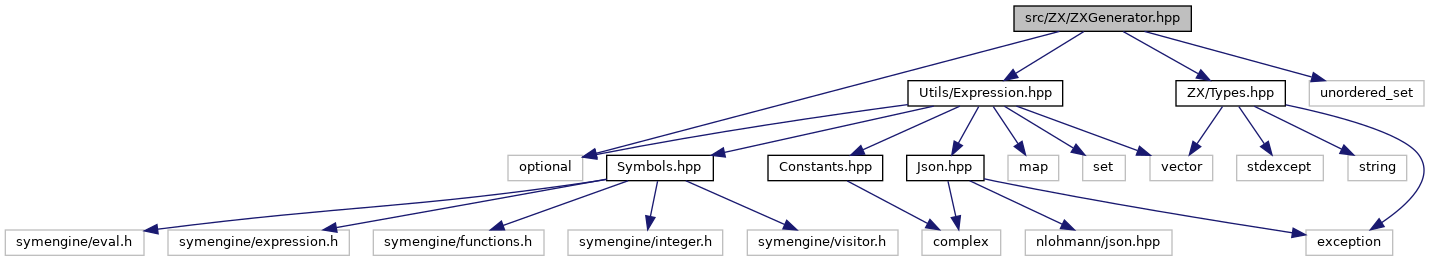 src/ZX/ZXGenerator.hpp
Utils/Expression.hpp
ZX/Types.hpp
unordered_set
optional
Symbols.hpp
Constants.hpp
Json.hpp
map
set
vector
stdexcept
string
symengine/eval.h
symengine/expression.h
symengine/functions.h
symengine/integer.h
symengine/visitor.h
complex
nlohmann/json.hpp
exception